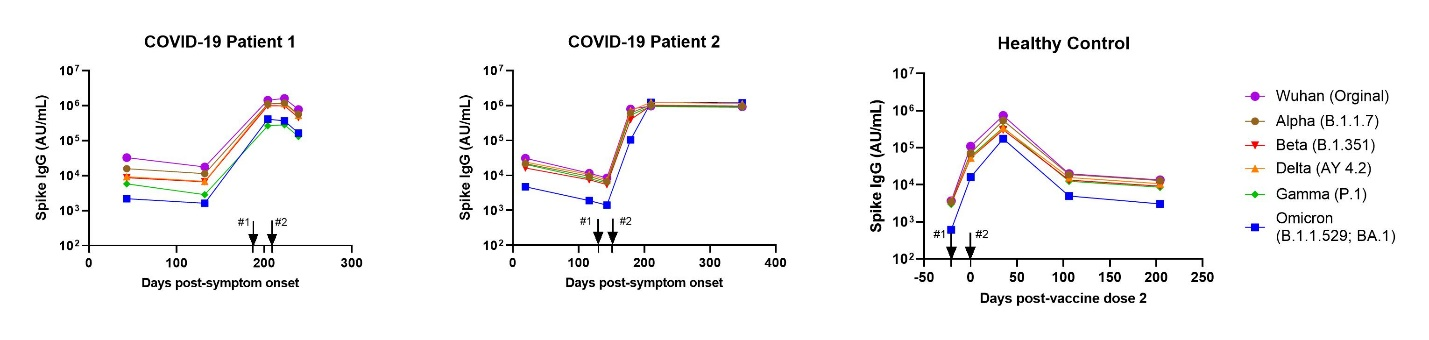 COVID-19 Patient 1
Spike IgG (AU/mL)
10⁷
10⁶
10⁵
10⁴
10³
10²
#1
#2
0
100
200
300
Days post-symptom onset
COVID-19 Patient 2
Spike IgG (AU/mL)
10⁷
10⁶
10⁵
10⁴
10³
10²
#1
#2
0
100
200
300
400
Days post-symptom onset
Healthy Control
Spike IgG (AU/mL)
10⁷
10⁶
10⁵
10⁴
10³
10²
#1
#2
-50
0
50
100
150
200
250
Days post-vaccine dose 2
Wuhan (Orginal)
Alpha (B.1.1.7)
Beta (B.1.351)
Delta (AY 4.2)
Gamma (P.1)
Omicron
(B.1.1.529; BA.1)